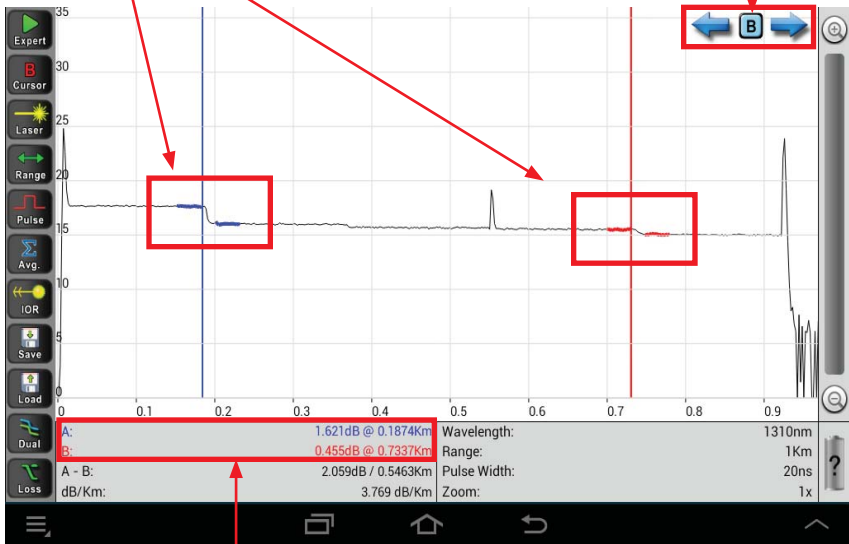 35
B
Expert
30
B
Cursor
25
Laser
20
Range
15
Pulse
10
Avg.
IOR
5
Save
0
Load
0 0.1 0.2 0.3 0.4 0.5 0.6 0.7 0.8 0.9
Dual
Loss
A: 1.621dB @ 0.1874Km
B: 0.455dB @ 0.7337Km
A - B: 2.059dB / 0.5463Km
dB/Km: 3.769 dB/Km
Wavelength: 1310nm
Range: 1Km
Pulse Width: 20ns
Zoom: 1x
?